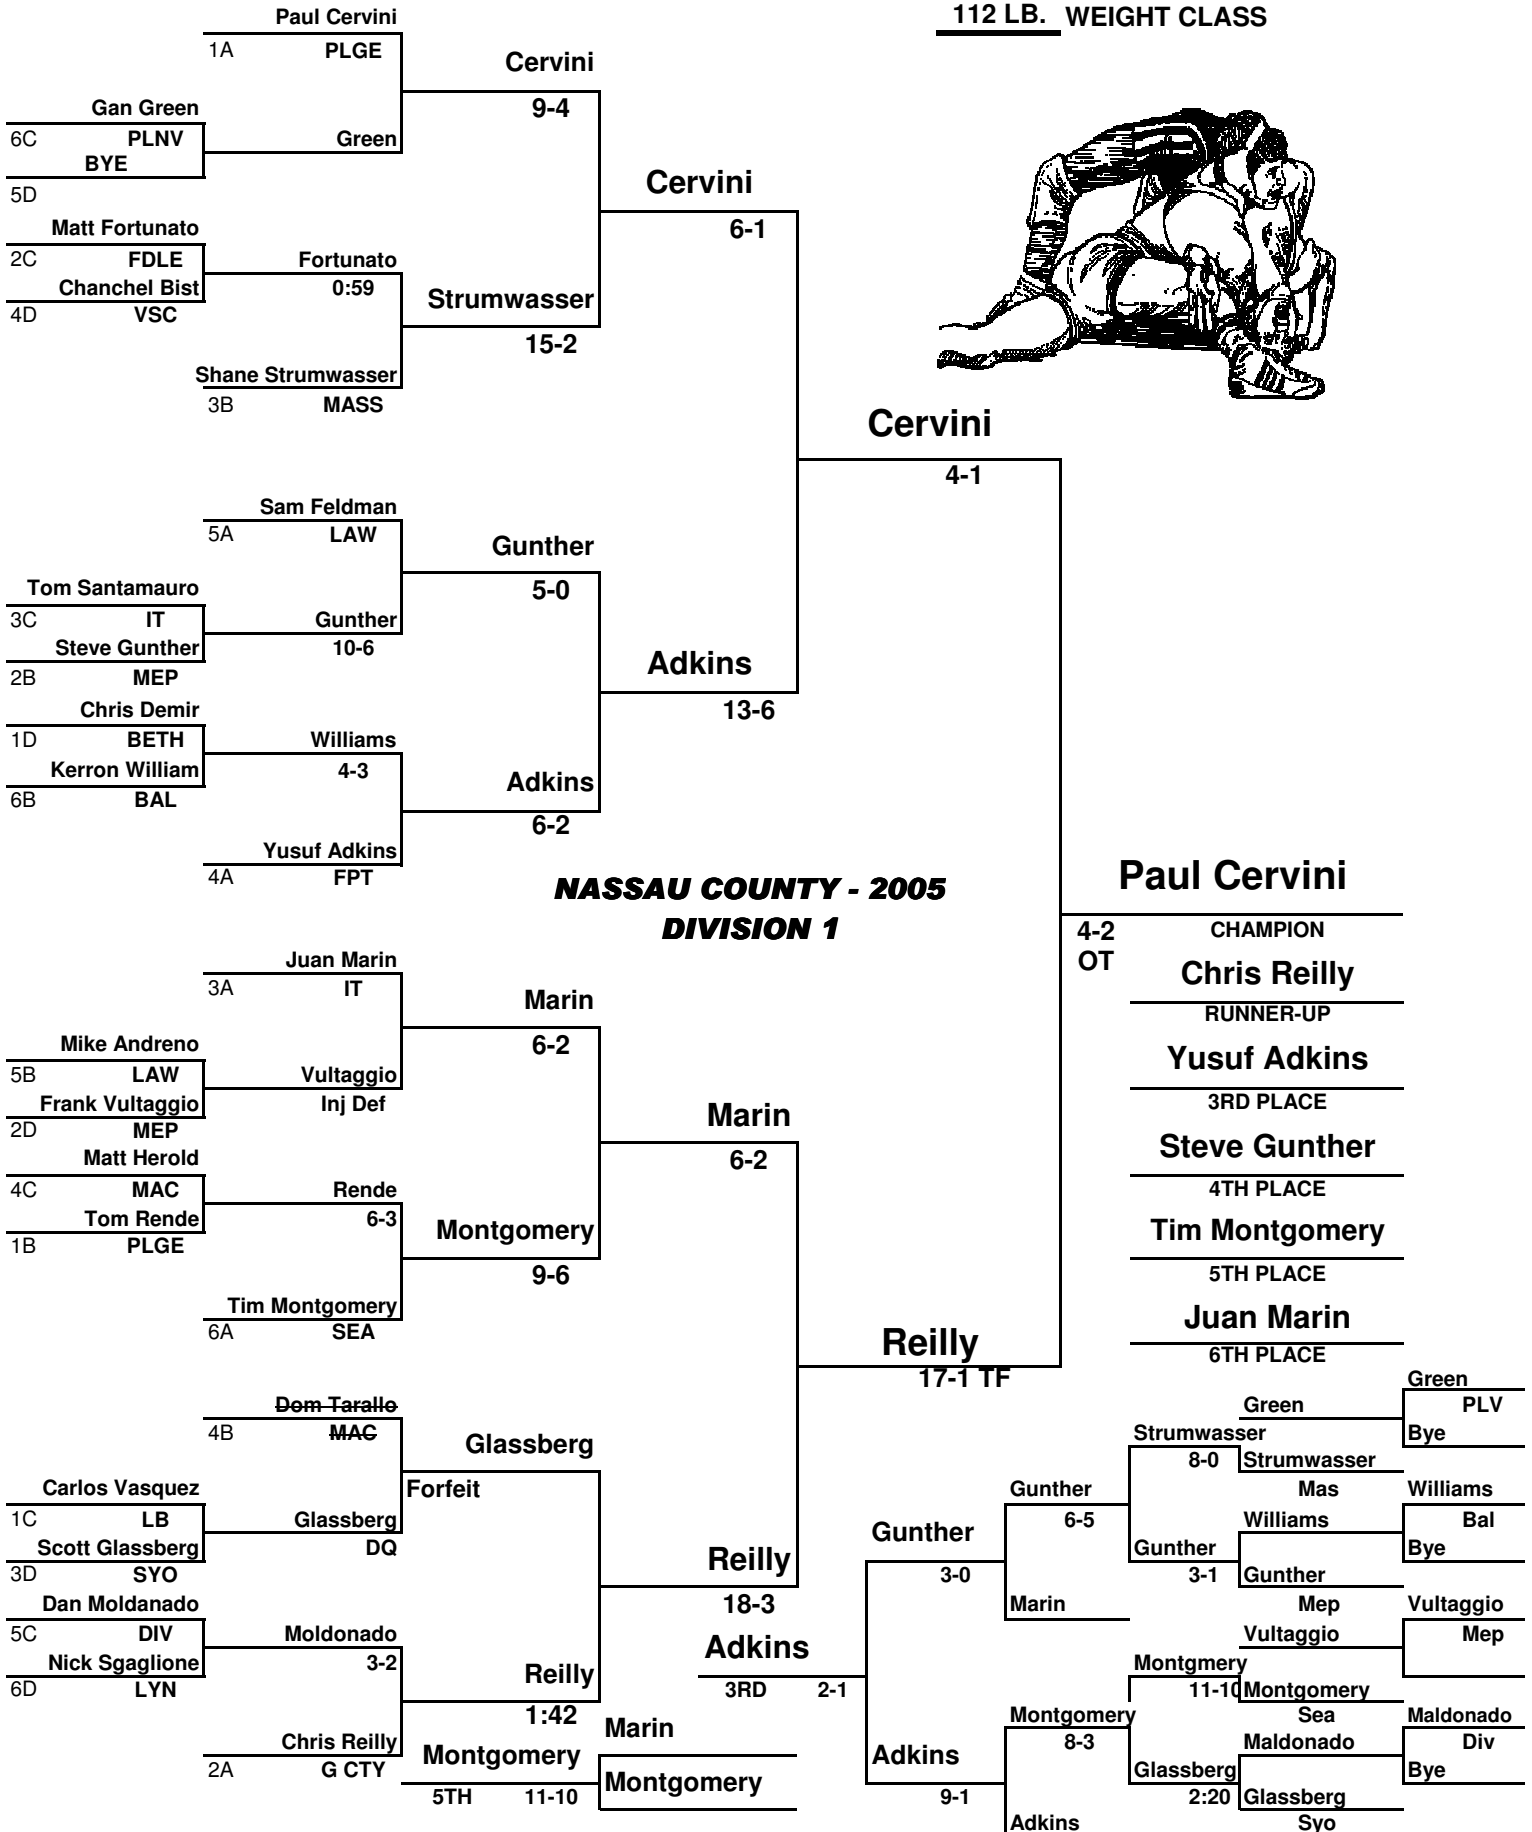 112 LB. WEIGHT CLASS
Paul Cervini
1A PLGE
Cervini
9-4
Gan Green
6C PLNV
BYE
5D
Green
Matt Fortunato
2C FDLE
Chanchel Bist
4D VSC
Fortunato
0:59
Strumwasser
15-2
Shane Strumwasser
3B MASS
Cervini
6-1
Cervini
4-1
Sam Feldman
5A LAW
Gunther
5-0
Tom Santamauro
3C IT
Steve Gunther
2B MEP
Gunther
10-6
Adkins
13-6
Chris Demir
1D BETH
Kerron William
6B BAL
Williams
4-3
Adkins
6-2
Yusuf Adkins
4A FPT
NASSAU COUNTY - 2005
DIVISION 1
Paul Cervini
4-2
OT
CHAMPION
Chris Reilly
RUNNER-UP
Yusuf Adkins
3RD PLACE
Steve Gunther
4TH PLACE
Tim Montgomery
5TH PLACE
Juan Marin
6TH PLACE
Juan Marin
3A IT
Marin
6-2
Mike Andreno
5B LAW
Frank Vultaggio
2D MEP
Vultaggio
Inj Def
Marin
6-2
Matt Herold
4C MAC
Tom Rende
1B PLGE
Rende
6-3
Montgomery
9-6
Tim Montgomery
6A SEA
Reilly
17-1 TF
Dom Tarallo
4B MAC
Glassberg
Forfeit
Carlos Vasquez
1C LB
Scott Glassberg
3D SYO
Glassberg
DQ
Reilly
18-3
Dan Moldanado
5C DIV
Nick Sgaglione
6D LYN
Moldonado
3-2
Reilly
1:42
Chris Reilly
2A G CTY
Montgomery
5TH 11-10
Marin
Montgomery
Adkins
3RD 2-1
Gunther
3-0
Adkins
9-1
Gunther
6-5
Marin
Montgomery
8-3
Adkins
Strumwasser
8-0
Gunther
3-1
Montgmery
11-10
Glassberg
2:20
Green
Strumwasser
Mas
Williams
Gunther
Mep
Vultaggio
Montgomery
Sea
Maldonado
Glassberg
Syo
Green
PLV
Bye
Williams
Bal
Bye
Vultaggio
Mep
Maldonado
Div
Bye